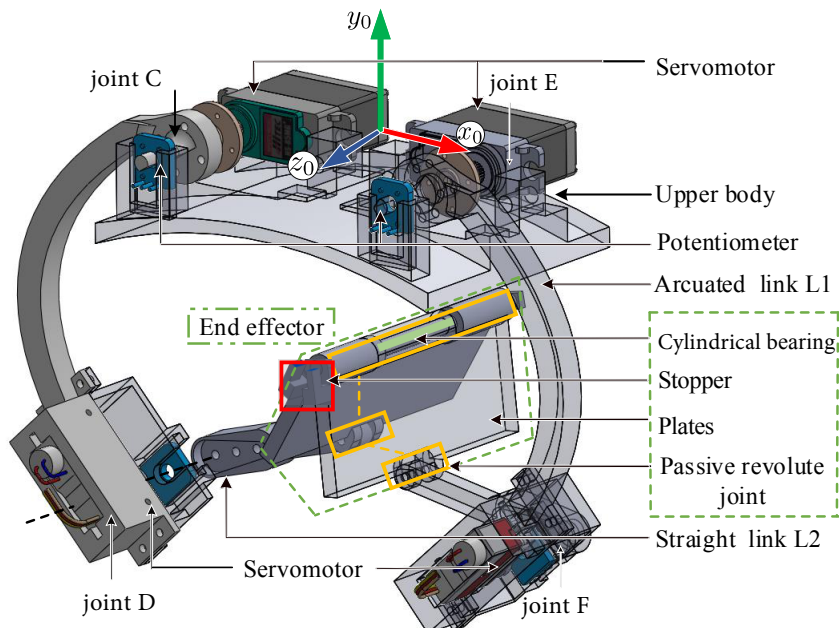 y0
joint C
Servomotor
joint E
x0
z0
Upper body
Potentiometer
Arcuated link L1
End effector
Cylindrical bearing
Stopper
Plates
Passive revolute
joint
Straight link L2
Servomotor
joint D
joint F